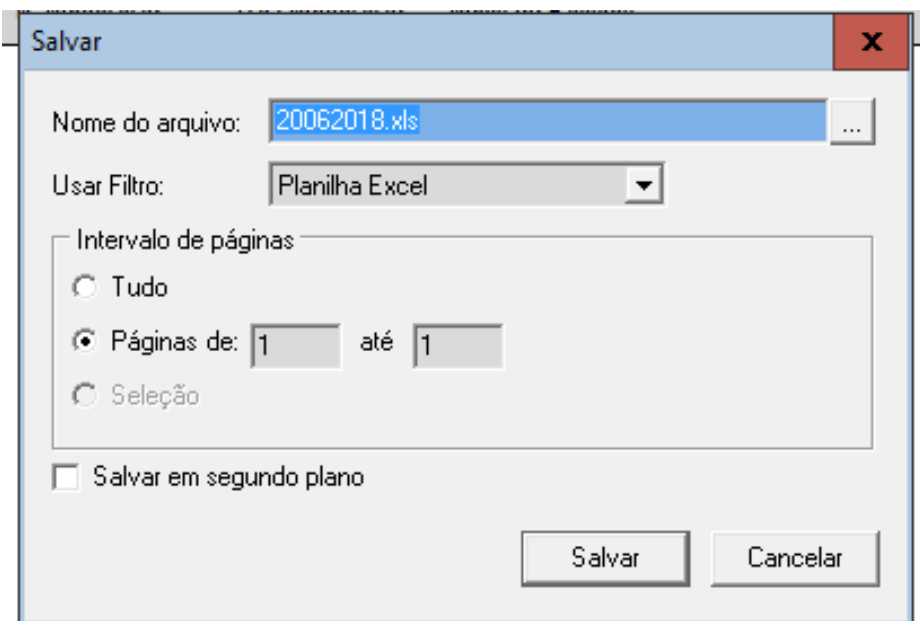 Salvar
Nome do arquivo: 20062018.xls ...
Usar Filtro: Planilha Excel
Intervalo de páginas
Tudo
Páginas de: 1 até 1
Seleção
Salvar em segundo plano
Salvar Cancelar